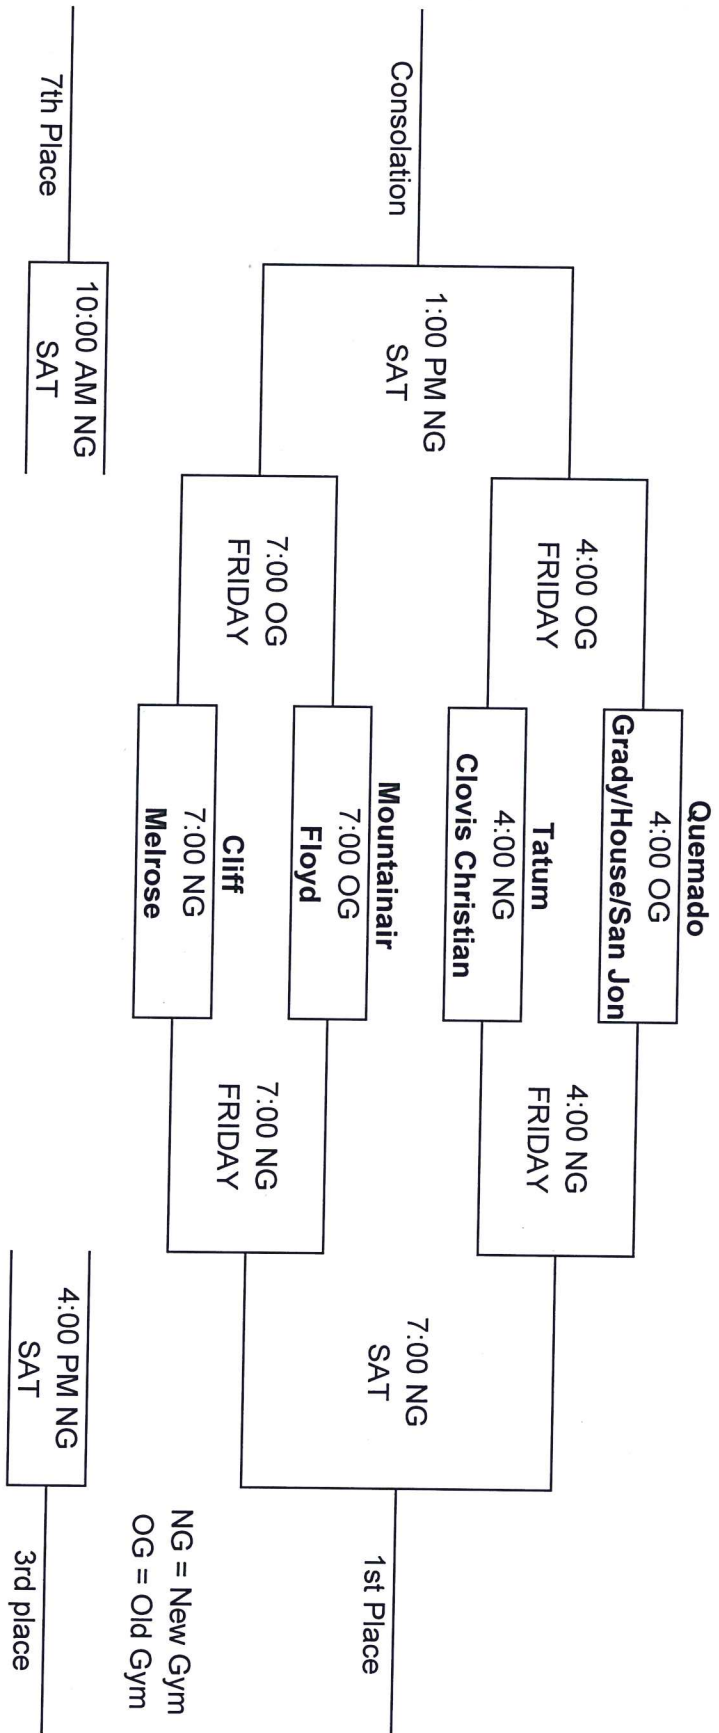 Quemado
4:00 OG
Grady/House/San Jon
4:00 OG
FRIDAY
4:00 NG
FRIDAY
Tatum
4:00 NG
Clovis Christian
Consolation
1:00 PM NG
SAT
7:00 NG
SAT
1st Place
Mountainair
7:00 OG
Floyd
7:00 OG
FRIDAY
7:00 NG
FRIDAY
Cliff
7:00 NG
Melrose
NG = New Gym
OG = Old Gym
7th Place
10:00 AM NG
SAT
4:00 PM NG
SAT
3rd place